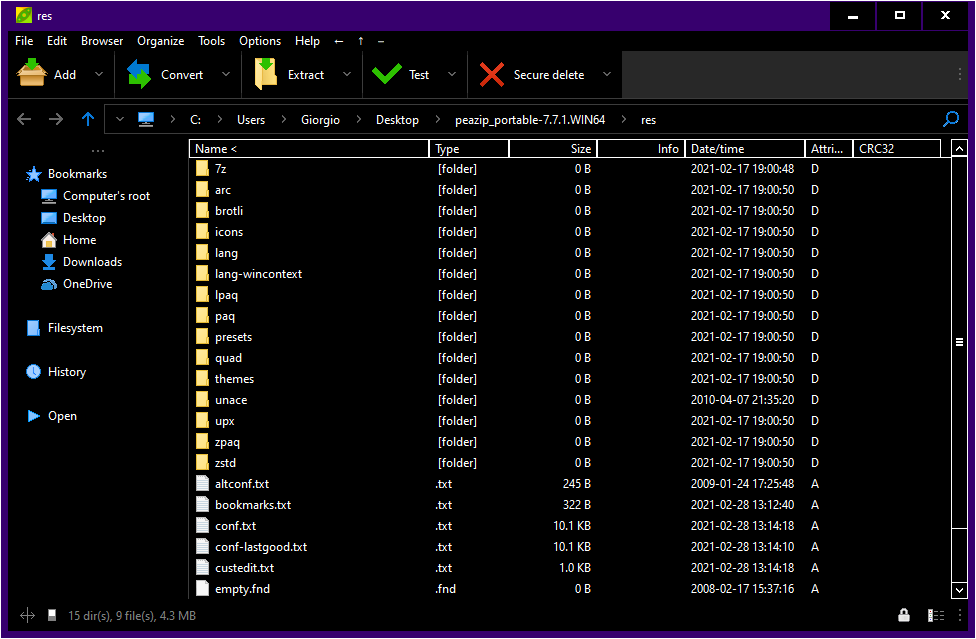 res
File Edit Browser Organize Tools Options Help ← ↑ –
Add Convert Extract Test Secure delete
C: Users Giorgio Desktop peazip_portable-7.7.1.WIN64 res
...
Bookmarks
Computer's root
Desktop
Home
Downloads
OneDrive
Filesystem
History
Open
Name < Type Size Info Date/time Attri... CRC32
7z [folder] 0 B 2021-02-17 19:00:48 D
arc [folder] 0 B 2021-02-17 19:00:50 D
brotli [folder] 0 B 2021-02-17 19:00:50 D
icons [folder] 0 B 2021-02-17 19:00:50 D
lang [folder] 0 B 2021-02-17 19:00:50 D
lang-wincontext [folder] 0 B 2021-02-17 19:00:50 D
lpaq [folder] 0 B 2021-02-17 19:00:50 D
paq [folder] 0 B 2021-02-17 19:00:50 D
presets [folder] 0 B 2021-02-17 19:00:50 D
quad [folder] 0 B 2021-02-17 19:00:50 D
themes [folder] 0 B 2021-02-17 19:00:50 D
unace [folder] 0 B 2010-04-07 21:35:20 D
upx [folder] 0 B 2021-02-17 19:00:50 D
zpaq [folder] 0 B 2021-02-17 19:00:50 D
zstd [folder] 0 B 2021-02-17 19:00:50 D
altconf.txt .txt 245 B 2009-01-24 17:25:48 A
bookmarks.txt .txt 322 B 2021-02-28 13:12:40 A
conf.txt .txt 10.1 KB 2021-02-28 13:14:18 A
conf-lastgood.txt .txt 10.1 KB 2021-02-28 13:14:10 A
custedit.txt .txt 1.0 KB 2021-02-28 13:14:18 A
empty.fnd .fnd 0 B 2008-02-17 15:37:16 A
15 dir(s), 9 file(s), 4.3 MB